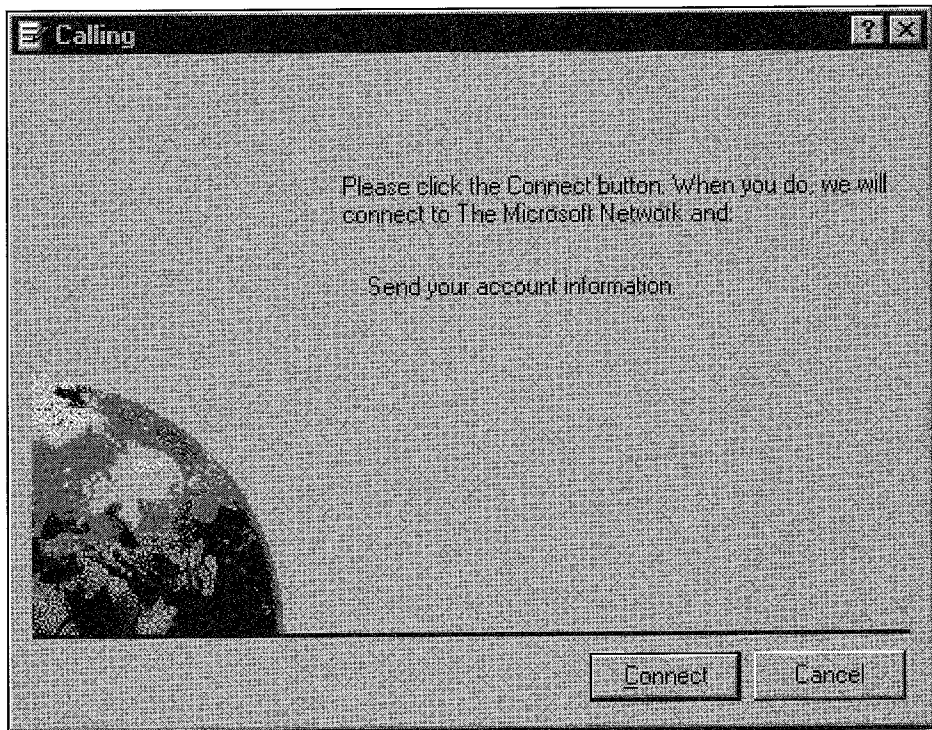 Calling
Please click the Connect button. When you do, we will
connect to The Microsoft Network and:
Send your account information.
Connect
Cancel